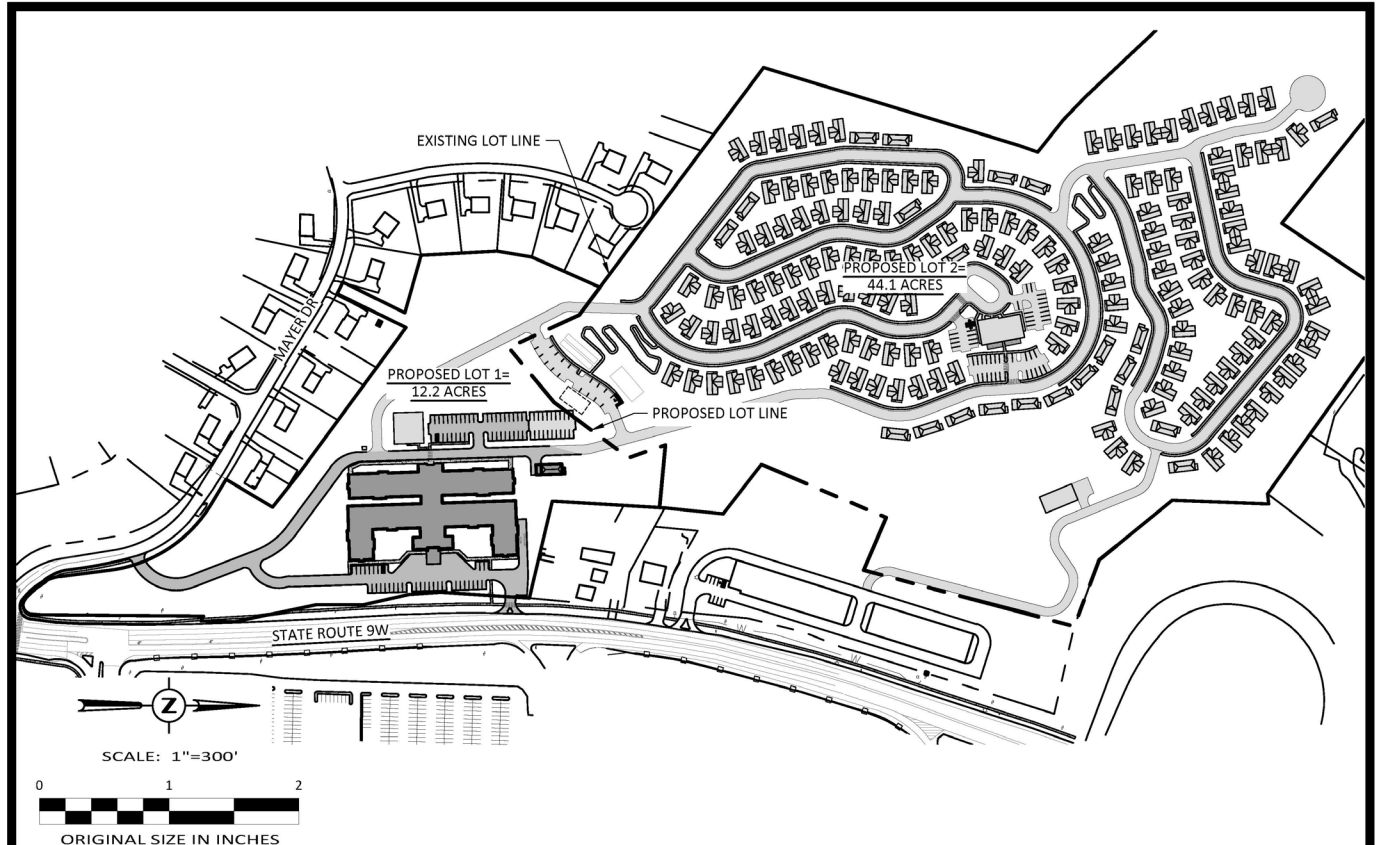 EXISTING LOT LINE
PROPOSED LOT 2=
44.1 ACRES
MAYER DR.
PROPOSED LOT 1=
12.2 ACRES
PROPOSED LOT LINE
STATE ROUTE 9W
W
W
N
SCALE: 1"=300'
0 1 2
ORIGINAL SIZE IN INCHES